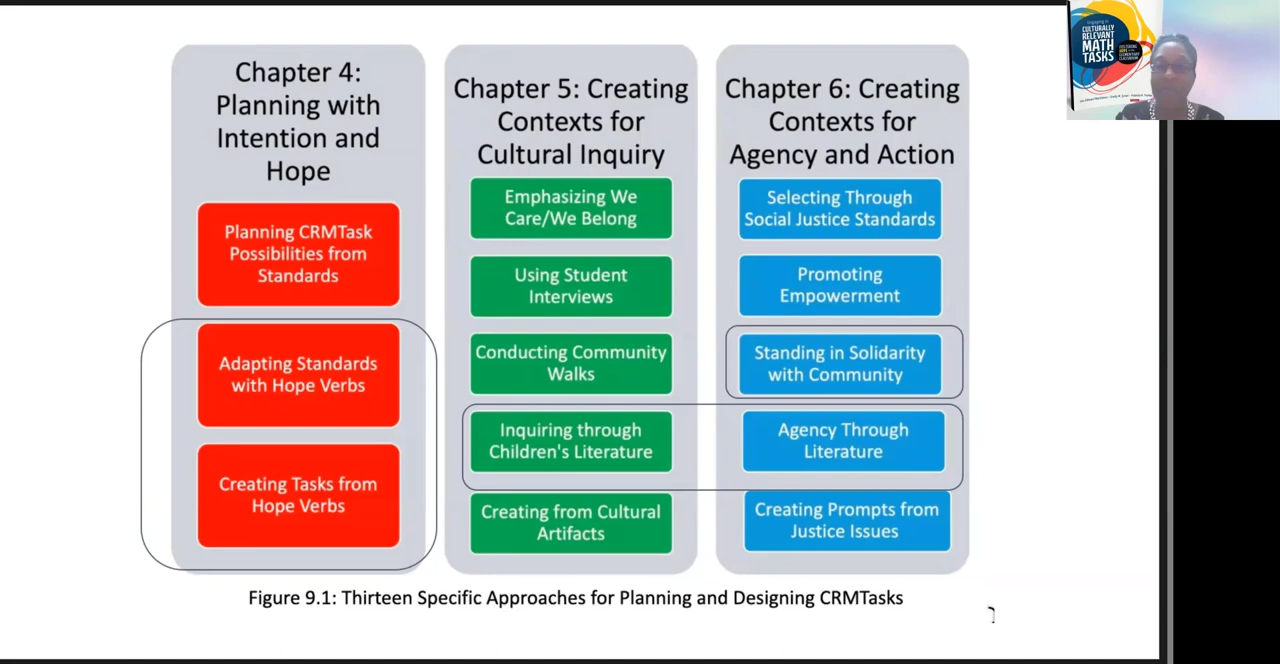 Chapter 4:
Planning with
Intention and
Hope
Planning CRMTask
Possibilities from
Standards
Adapting Standards
with Hope Verbs
Creating Tasks from
Hope Verbs
Chapter 5: Creating
Contexts for
Cultural Inquiry
Emphasizing We
Care/We Belong
Using Student
Interviews
Conducting Community
Walks
Inquiring through
Children's Literature
Creating from Cultural
Artifacts
Chapter 6: Creating
Contexts for
Agency and Action
Selecting Through
Social Justice Standards
Promoting
Empowerment
Standing in Solidarity
with Community
Agency Through
Literature
Creating Prompts from
Justice Issues
Figure 9.1: Thirteen Specific Approaches for Planning and Designing CRMTasks
CULTURALLY
RELEVANT
MATH
TASKS